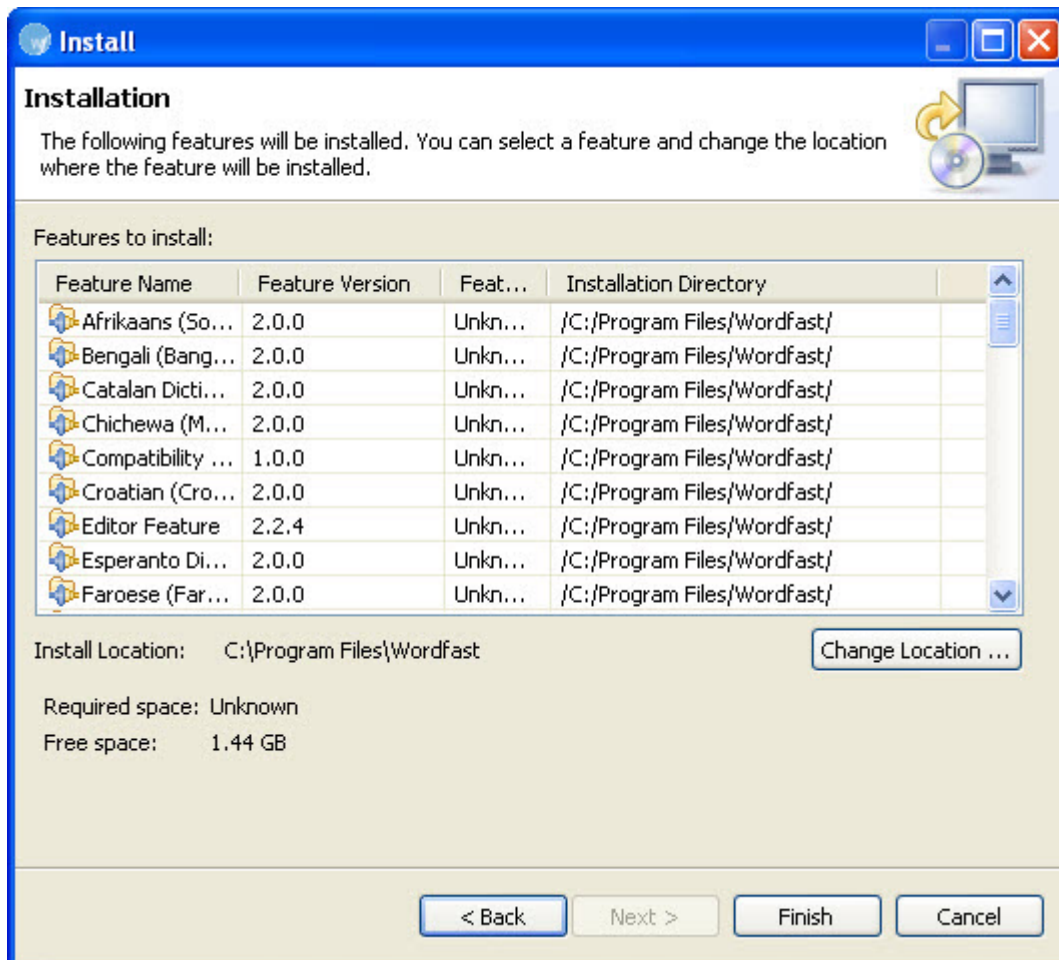 Install
Installation
The following features will be installed. You can select a feature and change the location
where the feature will be installed.
Features to install:
Feature Name Feature Version Feat... Installation Directory
Afrikaans (So... 2.0.0 Unkn... /C:/Program Files/Wordfast/
Bengali (Bang... 2.0.0 Unkn... /C:/Program Files/Wordfast/
Catalan Dicti... 2.0.0 Unkn... /C:/Program Files/Wordfast/
Chichewa (M... 2.0.0 Unkn... /C:/Program Files/Wordfast/
Compatibility ... 1.0.0 Unkn... /C:/Program Files/Wordfast/
Croatian (Cro... 2.0.0 Unkn... /C:/Program Files/Wordfast/
Editor Feature 2.2.4 Unkn... /C:/Program Files/Wordfast/
Esperanto Di... 2.0.0 Unkn... /C:/Program Files/Wordfast/
Faroese (Far... 2.0.0 Unkn... /C:/Program Files/Wordfast/
Install Location: C:\Program Files\Wordfast Change Location ...
Required space: Unknown
Free space: 1.44 GB
< Back Next > Finish Cancel